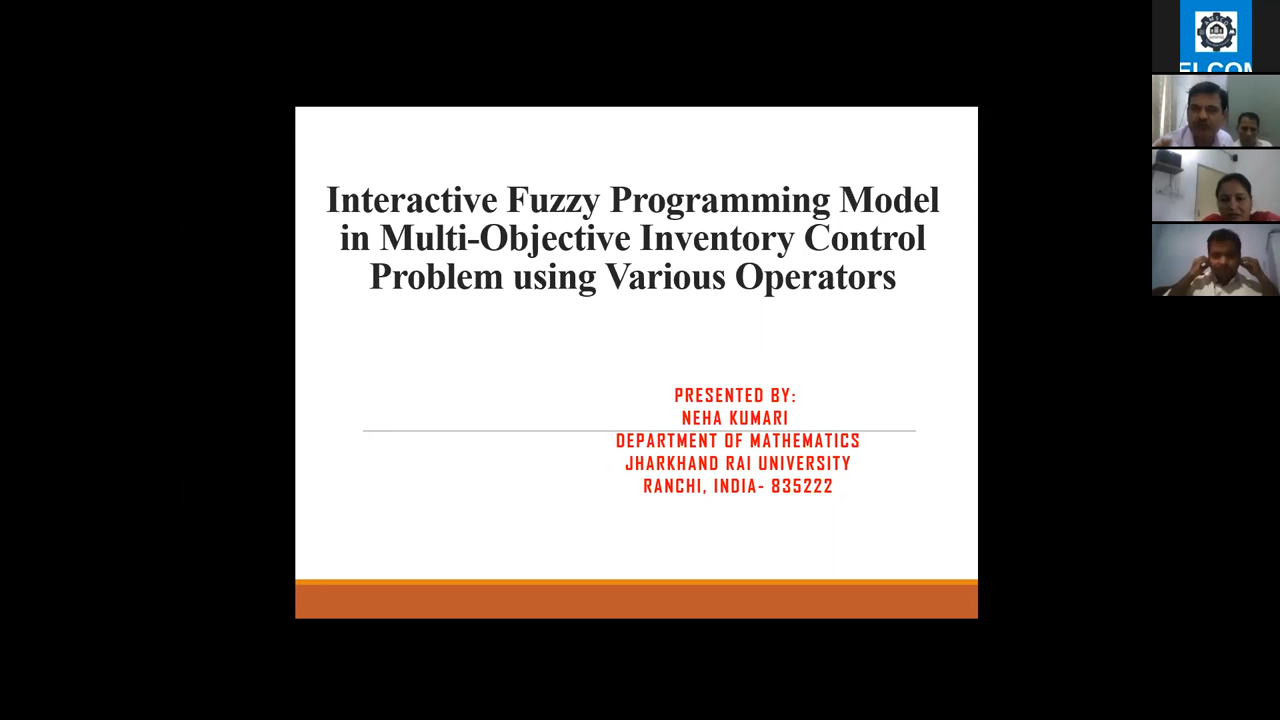 Interactive Fuzzy Programming Model
in Multi-Objective Inventory Control
Problem using Various Operators
PRESENTED BY:
NEHA KUMARI
DEPARTMENT OF MATHEMATICS
JHARKHAND RAI UNIVERSITY
RANCHI, INDIA- 835222